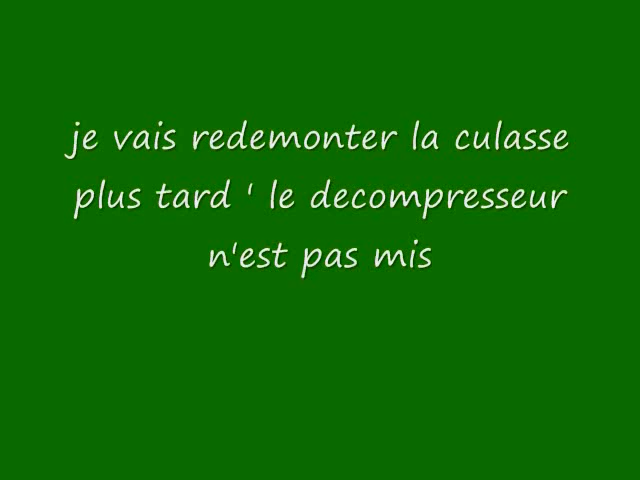 je vais redemonter la culasse
plus tard ' le decompresseur
n'est pas mis